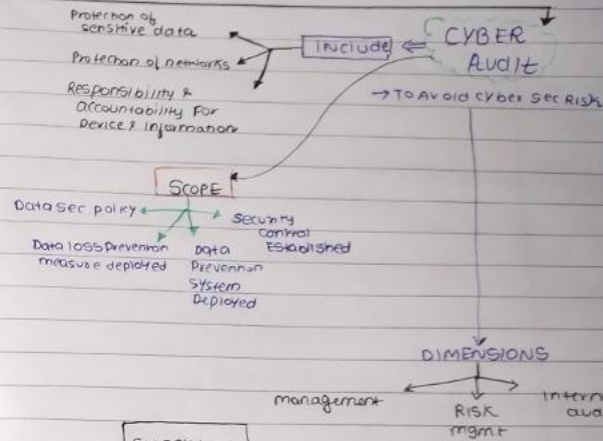 Protection of
sensitive data
Protection of networks
Responsibility &
accountability For
Device & information
include
CYBER
Audit
→ TO AVOID CYBER SEC RISK
SCOPE
Data sec policy
Data loss prevention
measure deployed
Data
Prevention
System
Deployed
Security
control
Established
DIMENSIONS
management
RISK
mgmt
Intern
aud